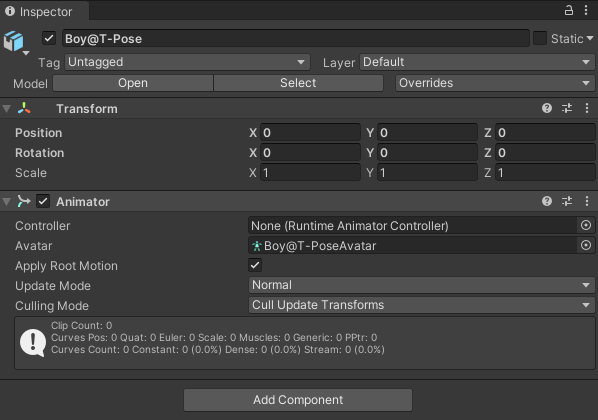 Inspector
Boy@T-Pose Static
Tag Untagged Layer Default
Model Open Select Overrides
Transform
Position X 0 Y 0 Z 0
Rotation X 0 Y 0 Z 0
Scale X 1 Y 1 Z 1
Animator
Controller None (Runtime Animator Controller)
Avatar Boy@T-PoseAvatar
Apply Root Motion
Update Mode Normal
Culling Mode Cull Update Transforms
Clip Count: 0
Curves Pos: 0 Quat: 0 Euler: 0 Scale: 0 Muscles: 0 Generic: 0 PPtr: 0
Curves Count: 0 Constant: 0 (0.0%) Dense: 0 (0.0%) Stream: 0 (0.0%)
Add Component